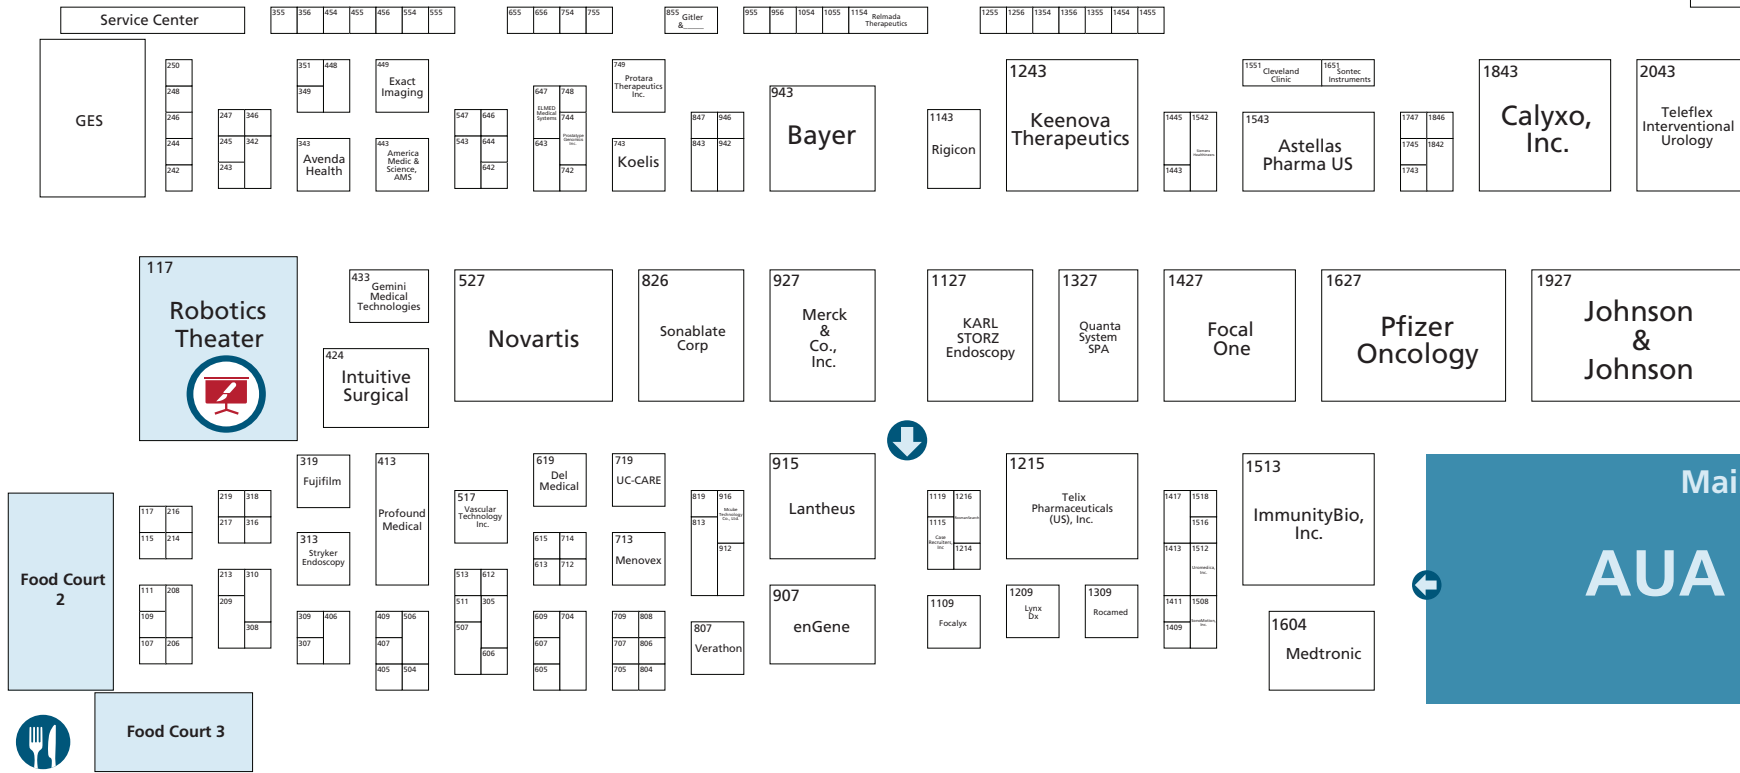 Service Center
355 356 454 455 456 554 555
655 656 754 755
855 Gitler
&
955 956 1054 1055 1154 Relmada
Therapeutics
1255 1256 1354 1356 1355 1454 1455
GES
250
248
246
244
242
247 346
245 342
243
351 448
349
343
Avenda
Health
449
Exact
Imaging
443
America
Medic &
Science,
AMS
547 646
543 644
642
647 748
ELMED
Medical
Systems
744
643
742
749
Protara
Therapeutics
Inc.
743
Koelis
847 946
843 942
943
Bayer
1143
Rigicon
1243
Keenova
Therapeutics
1445 1542
1443
1551 Cleveland
Clinic
1651 Sontec
Instruments
1543
Astellas
Pharma US
1747 1846
1745 1842
1743
1843
Calyxo,
Inc.
2043
Teleflex
Interventional
Urology
117
Robotics
Theater
433
Gemini
Medical
Technologies
424
Intuitive
Surgical
527
Novartis
826
Sonablate
Corp
927
Merck
&
Co.,
Inc.
1127
KARL
STORZ
Endoscopy
1327
Quanta
System
SPA
1427
Focal
One
1627
Pfizer
Oncology
1927
Johnson
&
Johnson
Food Court
2
117 216
115 214
111 208
109
107 206
219 318
217 316
213 310
209
308
319
Fujifilm
313
Stryker
Endoscopy
309 406
307
413
Profound
Medical
409 506
407
405 504
517
Vascular
Technology
Inc.
513 612
511 305
507
606
619
Del
Medical
615 714
613 712
609 704
607
605
719
UC-CARE
713
Menovex
709 808
707 806
705 804
819 916
813
912
807
Verathon
915
Lantheus
907
enGene
1119 1216
1115
Case
Recruiters,
Inc
1214
1109
Focalyx
1215
Telix
Pharmaceuticals
(US), Inc.
1209
Lynx
Dx
1309
Rocamed
1417 1518
1516
1413 1512
Uromedica,
Inc.
1411 1508
1409
1513
ImmunityBio,
Inc.
1604
Medtronic
Mai
AUA
Food Court 3